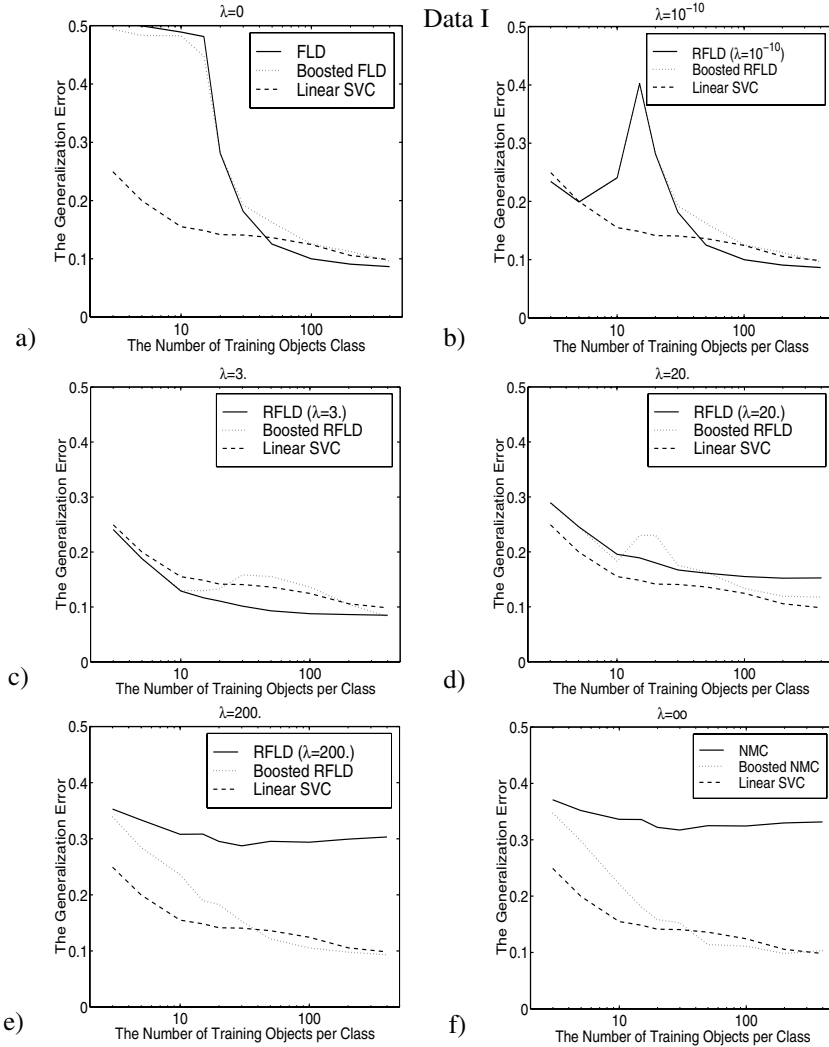 Data I
λ=0
FLD
Boosted FLD
Linear SVC
The Generalization Error
0.5
0.4
0.3
0.2
0.1
0
10
100
The Number of Training Objects Class
a)
λ=10⁻¹⁰
RFLD (λ=10⁻¹⁰)
Boosted RFLD
Linear SVC
The Generalization Error
0.5
0.4
0.3
0.2
0.1
0
10
100
The Number of Training Objects per Class
b)
λ=3.
RFLD (λ=3.)
Boosted RFLD
Linear SVC
The Generalization Error
0.5
0.4
0.3
0.2
0.1
0
10
100
The Number of Training Objects per Class
c)
λ=20.
RFLD (λ=20.)
Boosted RFLD
Linear SVC
The Generalization Error
0.5
0.4
0.3
0.2
0.1
0
10
100
The Number of Training Objects per Class
d)
λ=200.
RFLD (λ=200.)
Boosted RFLD
Linear SVC
The Generalization Error
0.5
0.4
0.3
0.2
0.1
0
10
100
The Number of Training Objects per Class
e)
λ=∞
NMC
Boosted NMC
Linear SVC
The Generalization Error
0.5
0.4
0.3
0.2
0.1
0
10
100
The Number of Training Objects per Class
f)